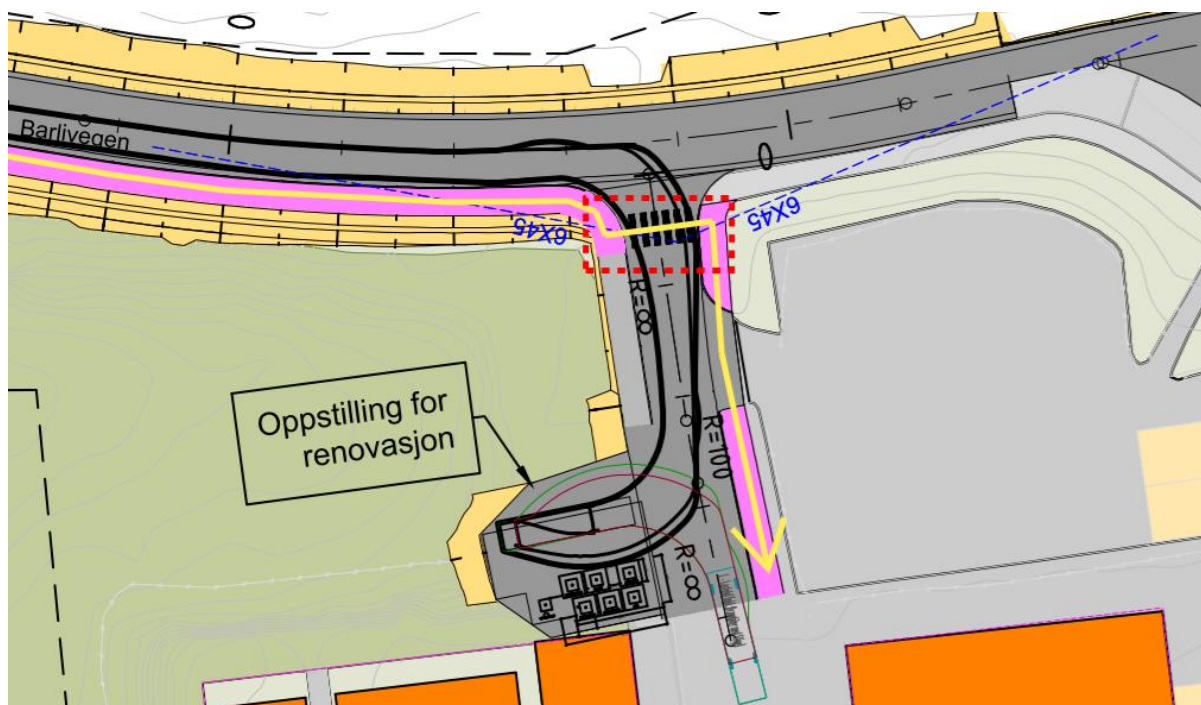 Barlivegen
6X45
6X45
R=∞
Oppstilling for
renovasjon
R=100
R=∞